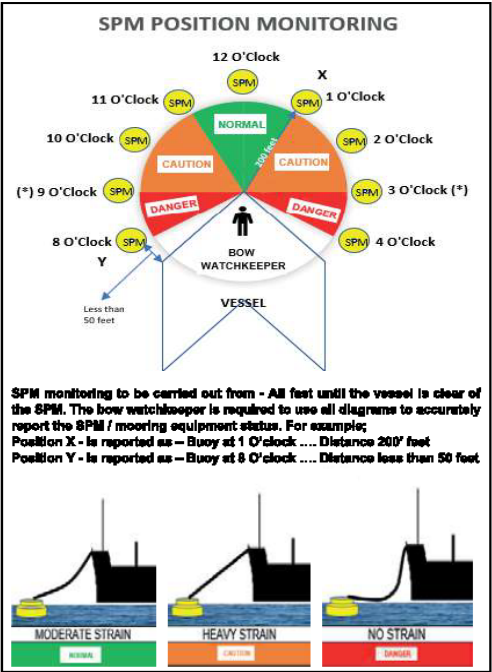 SPM POSITION MONITORING
12 O'Clock
X
SPM
11 O'Clock
SPM
SPM
1 O'Clock
NORMAL
200 feet
10 O'Clock
SPM
SPM
2 O'Clock
CAUTION
CAUTION
(*) 9 O'Clock
SPM
SPM
3 O'Clock (*)
DANGER
DANGER
8 O'Clock
SPM
SPM
4 O'Clock
Y
BOW
WATCHKEEPER
Less than
50 feet
VESSEL
SPM monitoring to be carried out from - All fast until the vessel is clear of
the SPM. The bow watchkeeper is required to use all diagrams to accurately
report the SPM / mooring equipment status. For example;
Position X - is reported as – Buoy at 1 O'clock .... Distance 200' feet
Position Y - is reported as – Buoy at 8 O'clock .... Distance less than 50 feet
MODERATE STRAIN
HEAVY STRAIN
NO STRAIN
NORMAL
CAUTION
DANGER